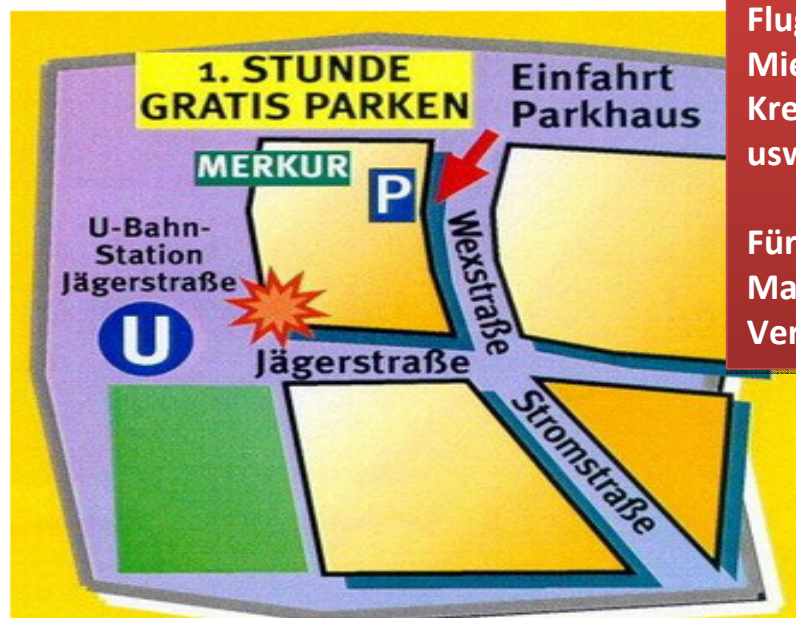 1. STUNDE
GRATIS PARKEN
Einfahrt
Parkhaus
MERKUR
P
U-Bahn-
Station
Jägerstraße
U
Wexstraße
Jägerstraße
Stromstraße
Flug
Mie
Kre
usw
Für
Ma
Ver